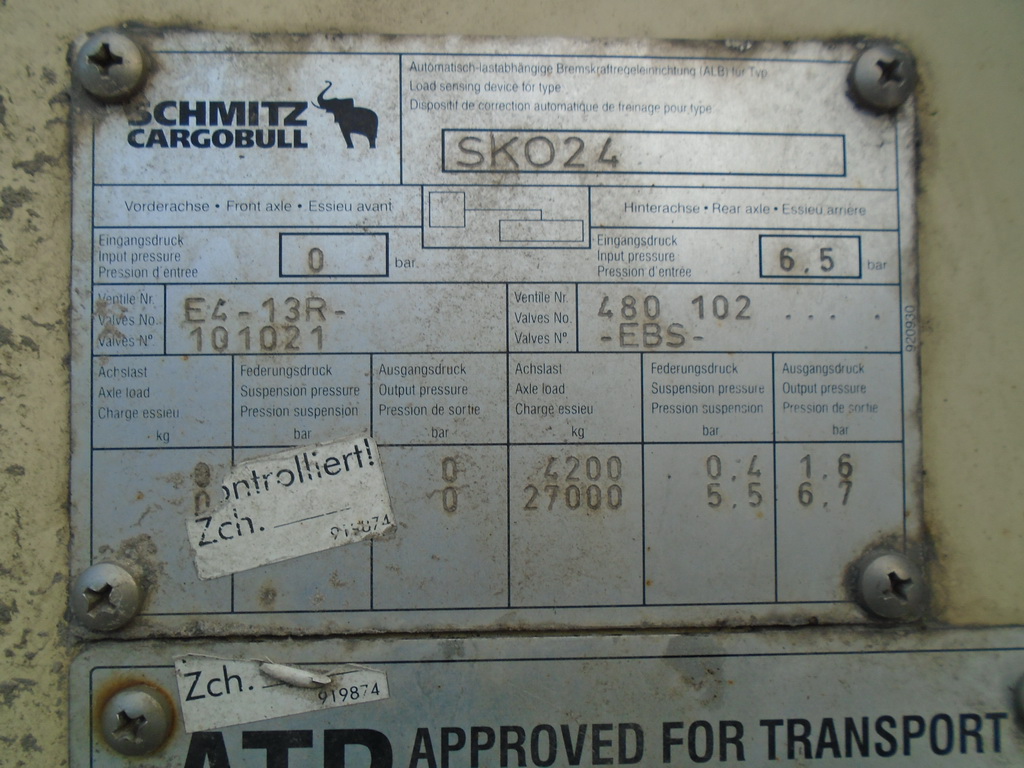 SCHMITZ
CARGOBULL
Automatisch-lastabhängige Bremskraftregeleinrichtung (ALB) für Typ
Load sensing device for type
Dispositif de correction automatique de freinage pour type
SKO24
Vorderachse • Front axle • Essieu avant
Hinterachse • Rear axle • Essieu arrière
Eingangsdruck
Input pressure
Pression d'entrée
0 bar
Eingangsdruck
Input pressure
Pression d'entrée
6,5 bar
Ventile Nr.
Valves No.
Valves N°
E4-13R-
101021
Ventile Nr.
Valves No.
Valves N°
480 102 ... .
-EBS-
920930
Achslast
Axle load
Charge essieu
kg
Federungsdruck
Suspension pressure
Pression suspension
bar
Ausgangsdruck
Output pressure
Pression de sortie
bar
Achslast
Axle load
Charge essieu
kg
Federungsdruck
Suspension pressure
Pression suspension
bar
Ausgangsdruck
Output pressure
Pression de sortie
bar
0 0 4200 0.4 1.6
0 0 27000 5.5 6.7
ontrolliert!
Zch.
919874
Zch.
919874
ATP APPROVED FOR TRANSPORT